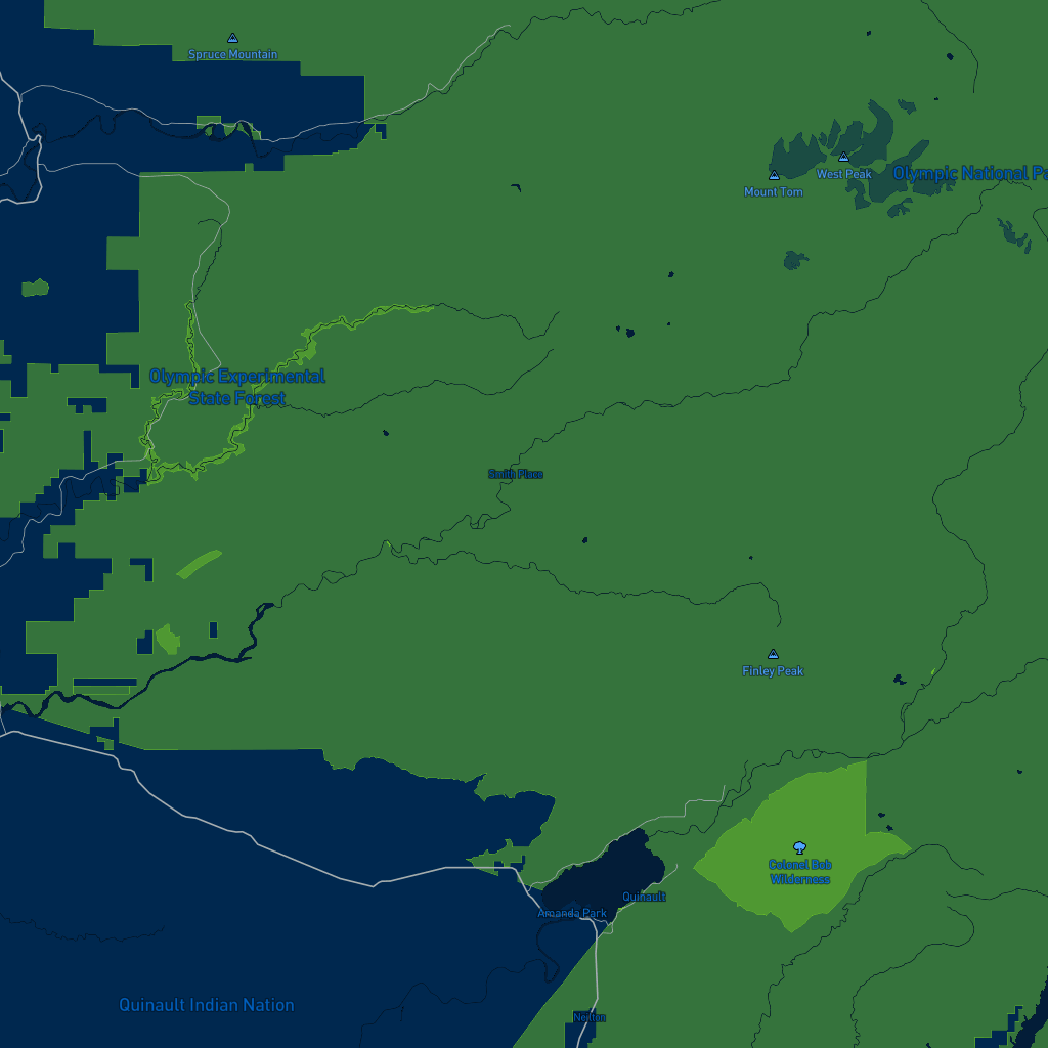 Spruce Mountain
West Peak
Olympic National Pa
Mount Tom
Olympic Experimental
State Forest
Smith Place
Finley Peak
Colonel Bob
Wilderness
Quinault
Amanda Park
Quinault Indian Nation
Neilton